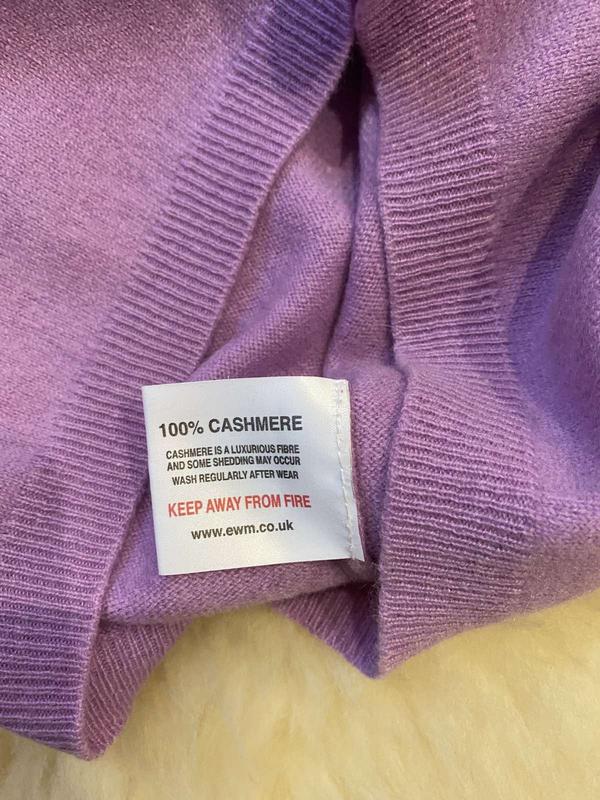 100% CASHMERE
CASHMERE IS A LUXURIOUS FIBRE
AND SOME SHEDDING MAY OCCUR
WASH REGULARLY AFTER WEAR
KEEP AWAY FROM FIRE
www.ewm.co.uk